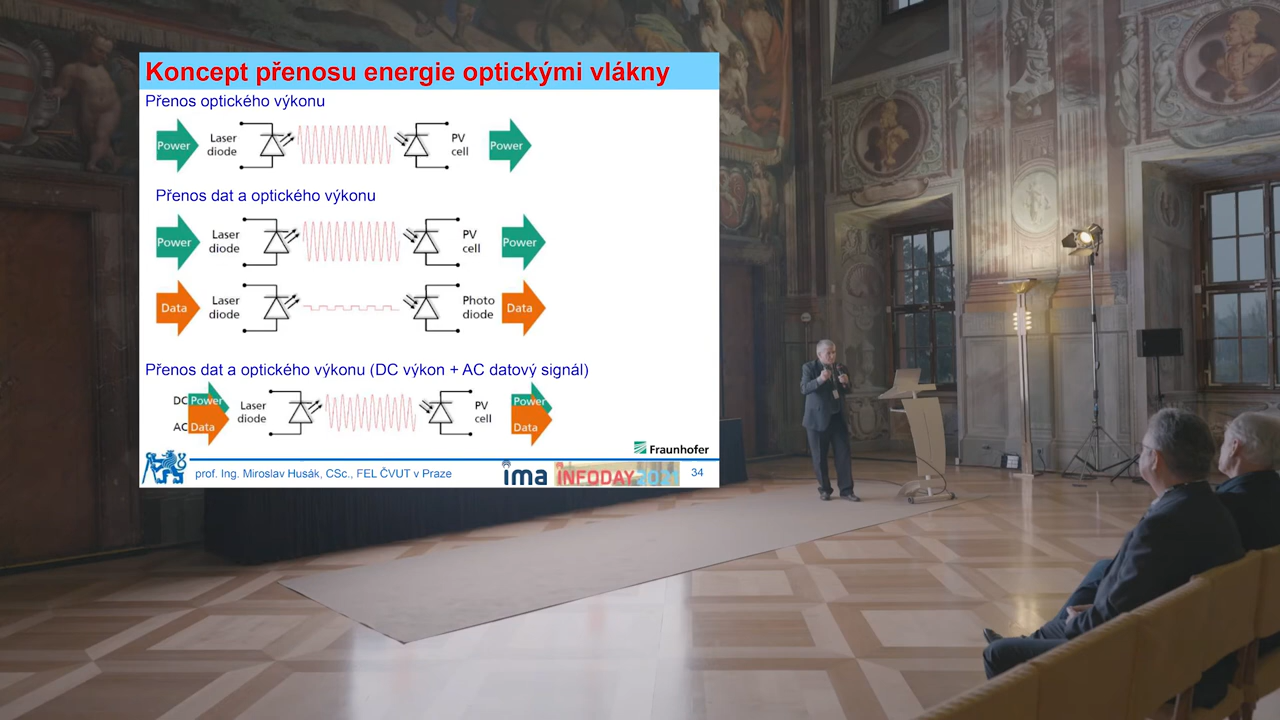 Koncept přenosu energie optickými vlákny
Přenos optického výkonu
Power
Laser
diode
PV
cell
Power
Přenos dat a optického výkonu
Power
Laser
diode
PV
cell
Power
Data
Laser
diode
Photo
diode
Data
Přenos dat a optického výkonu (DC výkon + AC datový signál)
DC Power
AC Data
Laser
diode
PV
cell
Power
Data
Fraunhofer
prof. Ing. Miroslav Husák, CSc., FEL ČVUT v Praze
ima INFODAY 2021
34